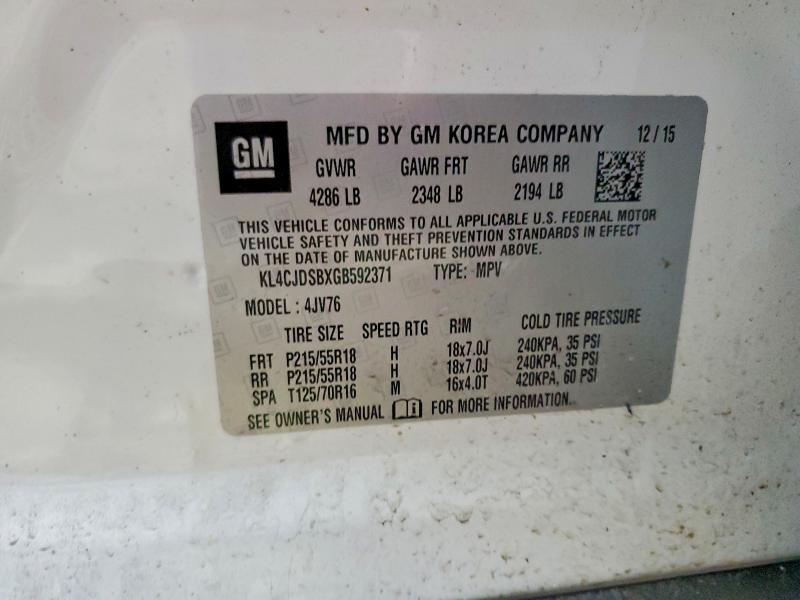 GM MFD BY GM KOREA COMPANY 12/15
GVWR GAWR FRT GAWR RR
4286 LB 2348 LB 2194 LB
THIS VEHICLE CONFORMS TO ALL APPLICABLE U.S. FEDERAL MOTOR
VEHICLE SAFETY AND THEFT PREVENTION STANDARDS IN EFFECT
ON THE DATE OF MANUFACTURE SHOWN ABOVE.
KL4CJDSBXGB592371 TYPE: MPV
MODEL : 4JV76
TIRE SIZE SPEED RTG RIM COLD TIRE PRESSURE
FRT P215/55R18 H 18x7.0J 240KPA, 35 PSI
RR P215/55R18 H 18x7.0J 240KPA, 35 PSI
SPA T125/70R16 M 16x4.0T 420KPA, 60 PSI
SEE OWNER'S MANUAL FOR MORE INFORMATION.